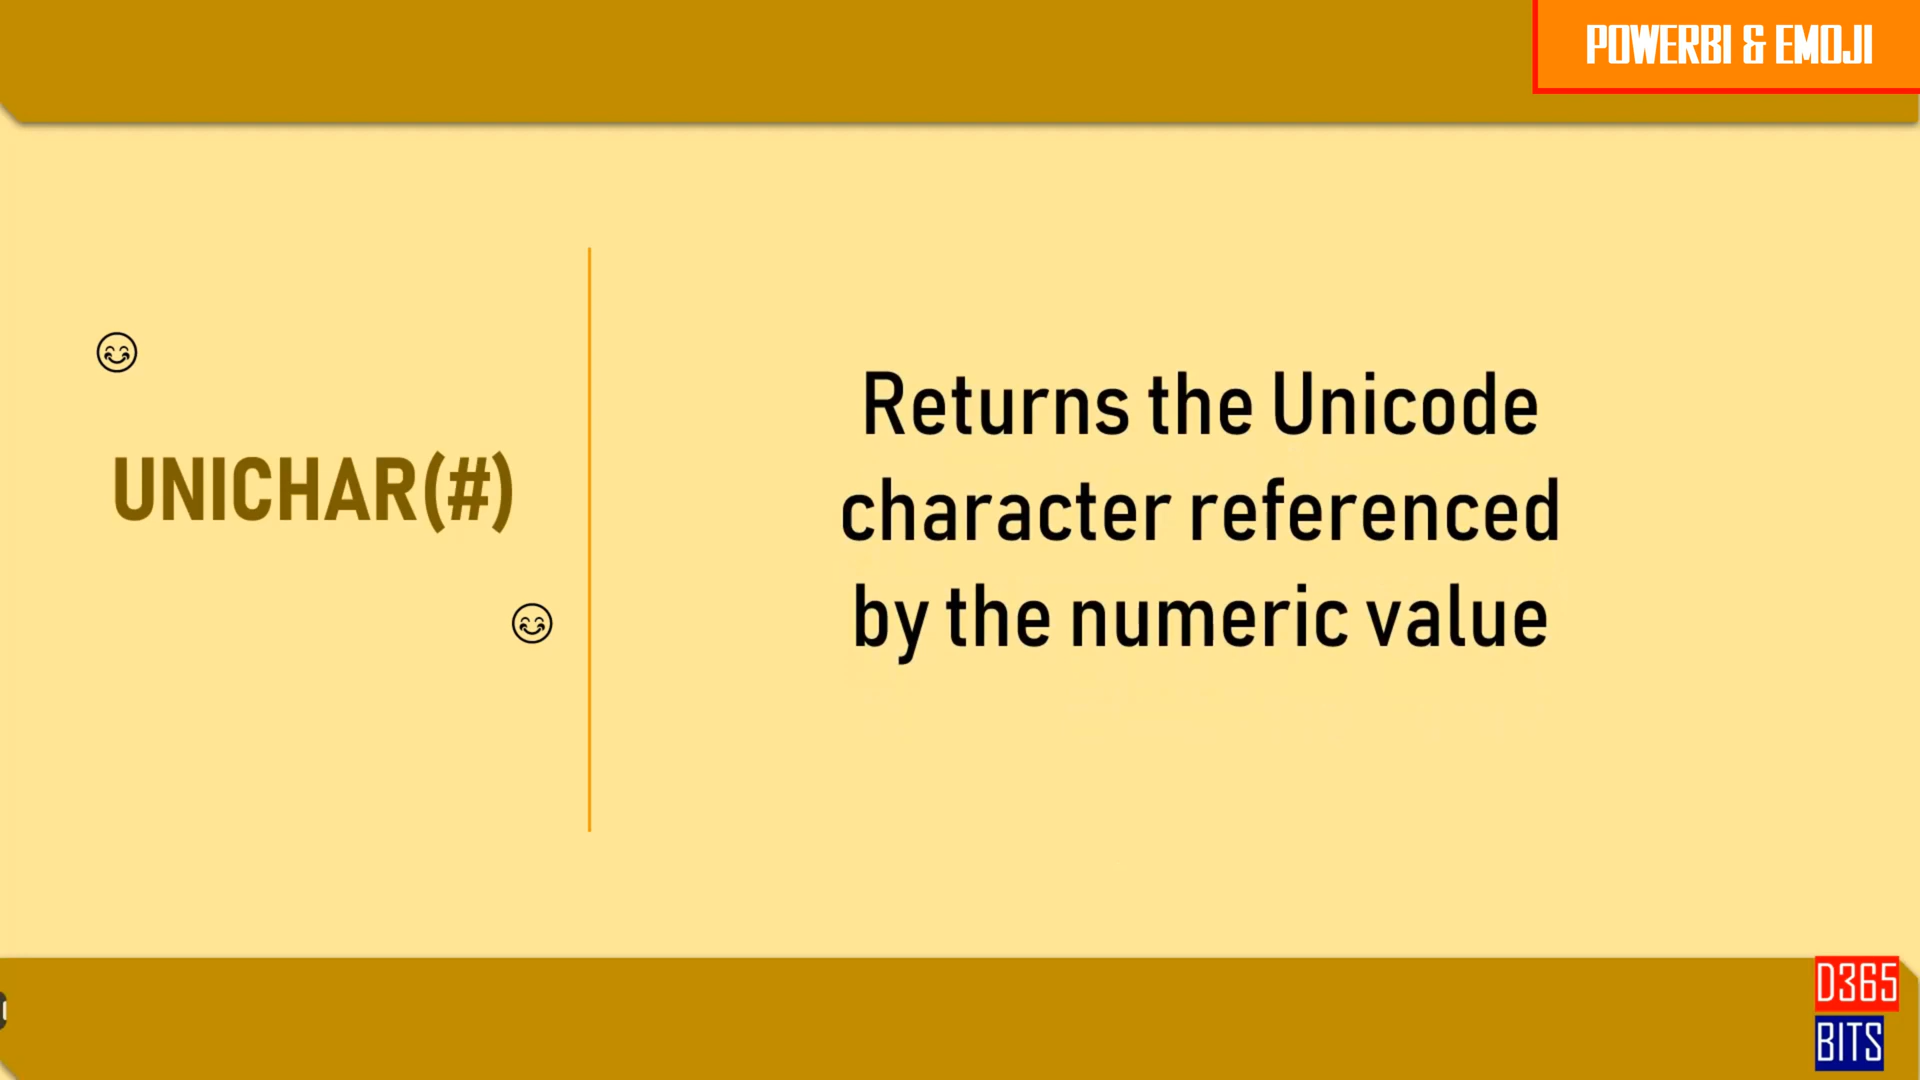 POWERBI & EMOJI
😊
UNICHAR(#)
😊
Returns the Unicode
character referenced
by the numeric value
D365
BITS